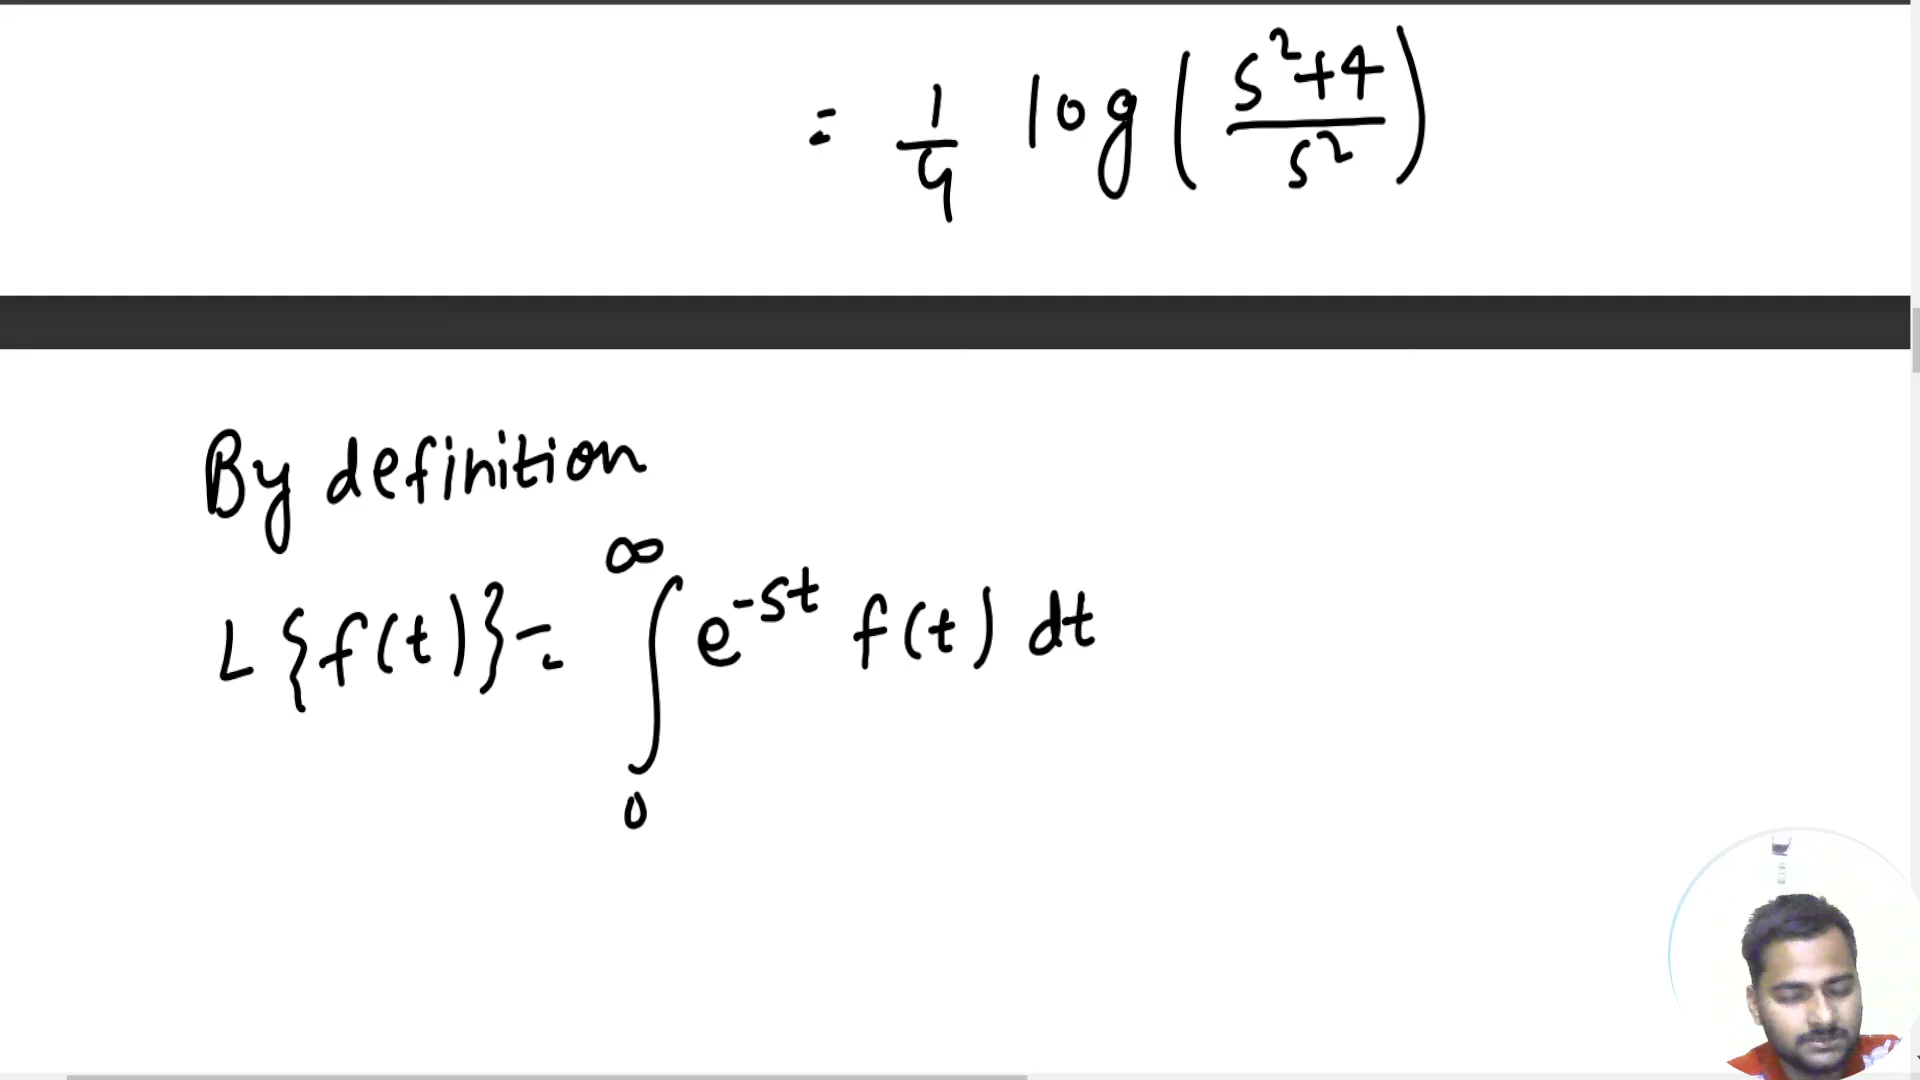 = 1/4 log ( s²+4 / s² )
By definition
L {f(t)} = ∫₀^∞ e^-st f(t) dt